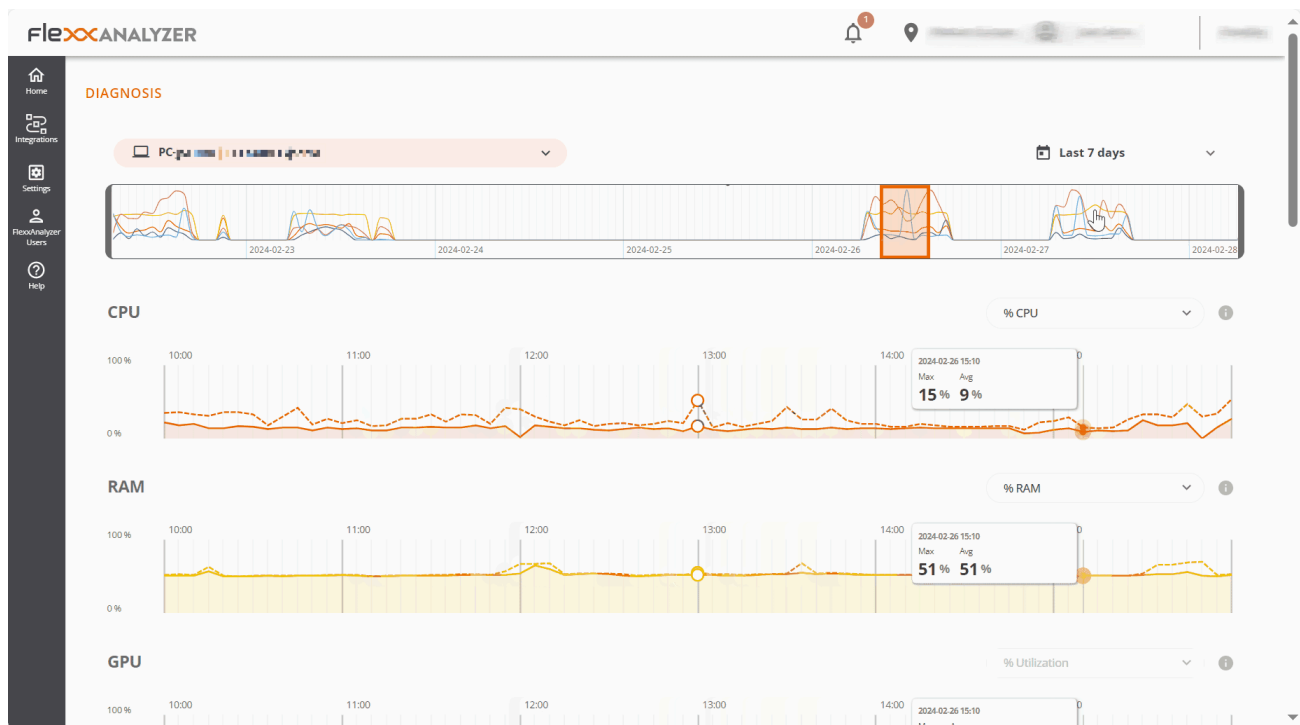 FleXXANALYZER
1
Home
Integrations
Settings
FlexxAnalyzer
Users
Help
DIAGNOSIS
PC-
Last 7 days
2024-02-23
2024-02-24
2024-02-25
2024-02-26
2024-02-27
2024-02-28
CPU
% CPU
100 %
10:00
11:00
12:00
13:00
14:00
0
2024-02-26 15:10
Max Avg
15 % 9 %
0 %
RAM
% RAM
100 %
10:00
11:00
12:00
13:00
14:00
0
2024-02-26 15:10
Max Avg
51 % 51 %
0 %
GPU
% Utilization
100 %
10:00
11:00
12:00
13:00
14:00
0
2024-02-26 15:10